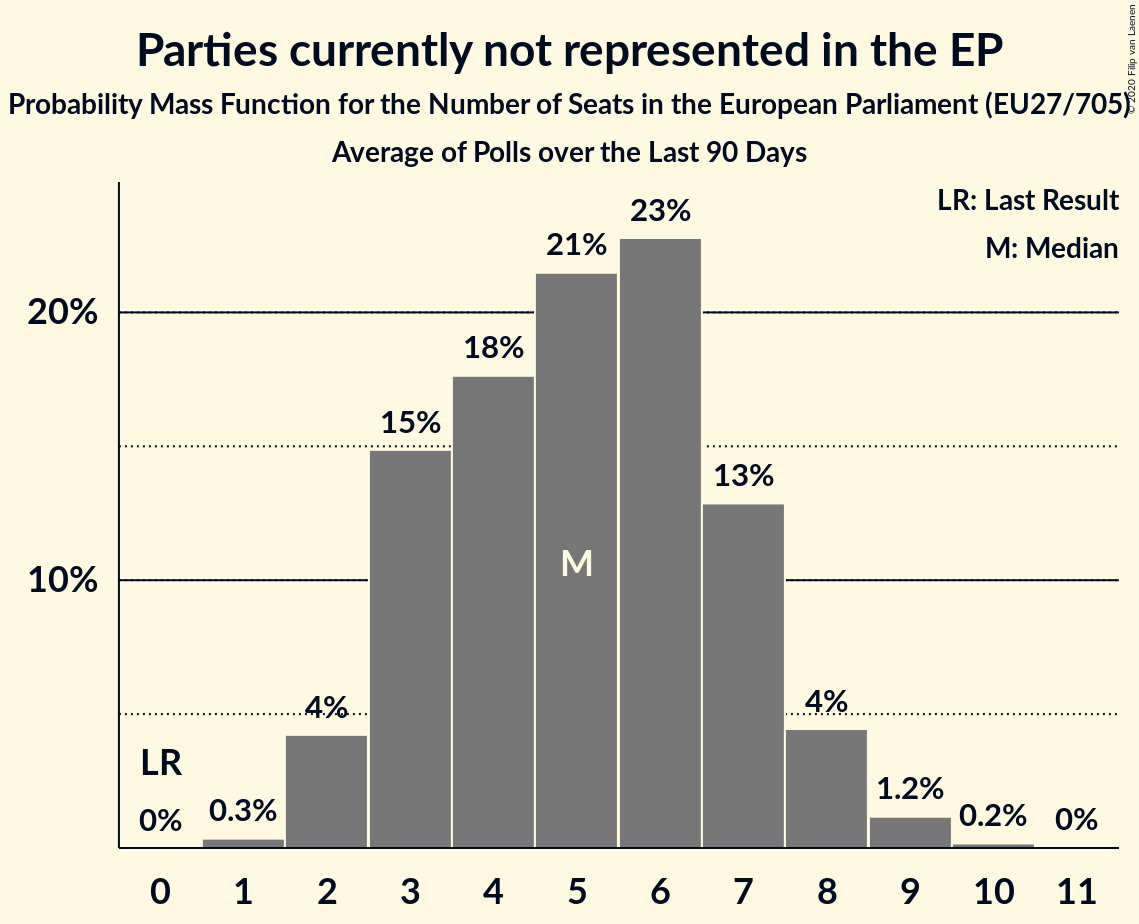 Parties currently not represented in the EP
Probability Mass Function for the Number of Seats in the European Parliament (EU27/705)
Average of Polls over the Last 90 Days
© 2020 Filip van Laenen
LR: Last Result
M: Median
23%
21%
20%
18%
15%
13%
M
10%
4%
4%
LR
0%
0.3%
1.2%
0.2%
0%
0 1 2 3 4 5 6 7 8 9 10 11